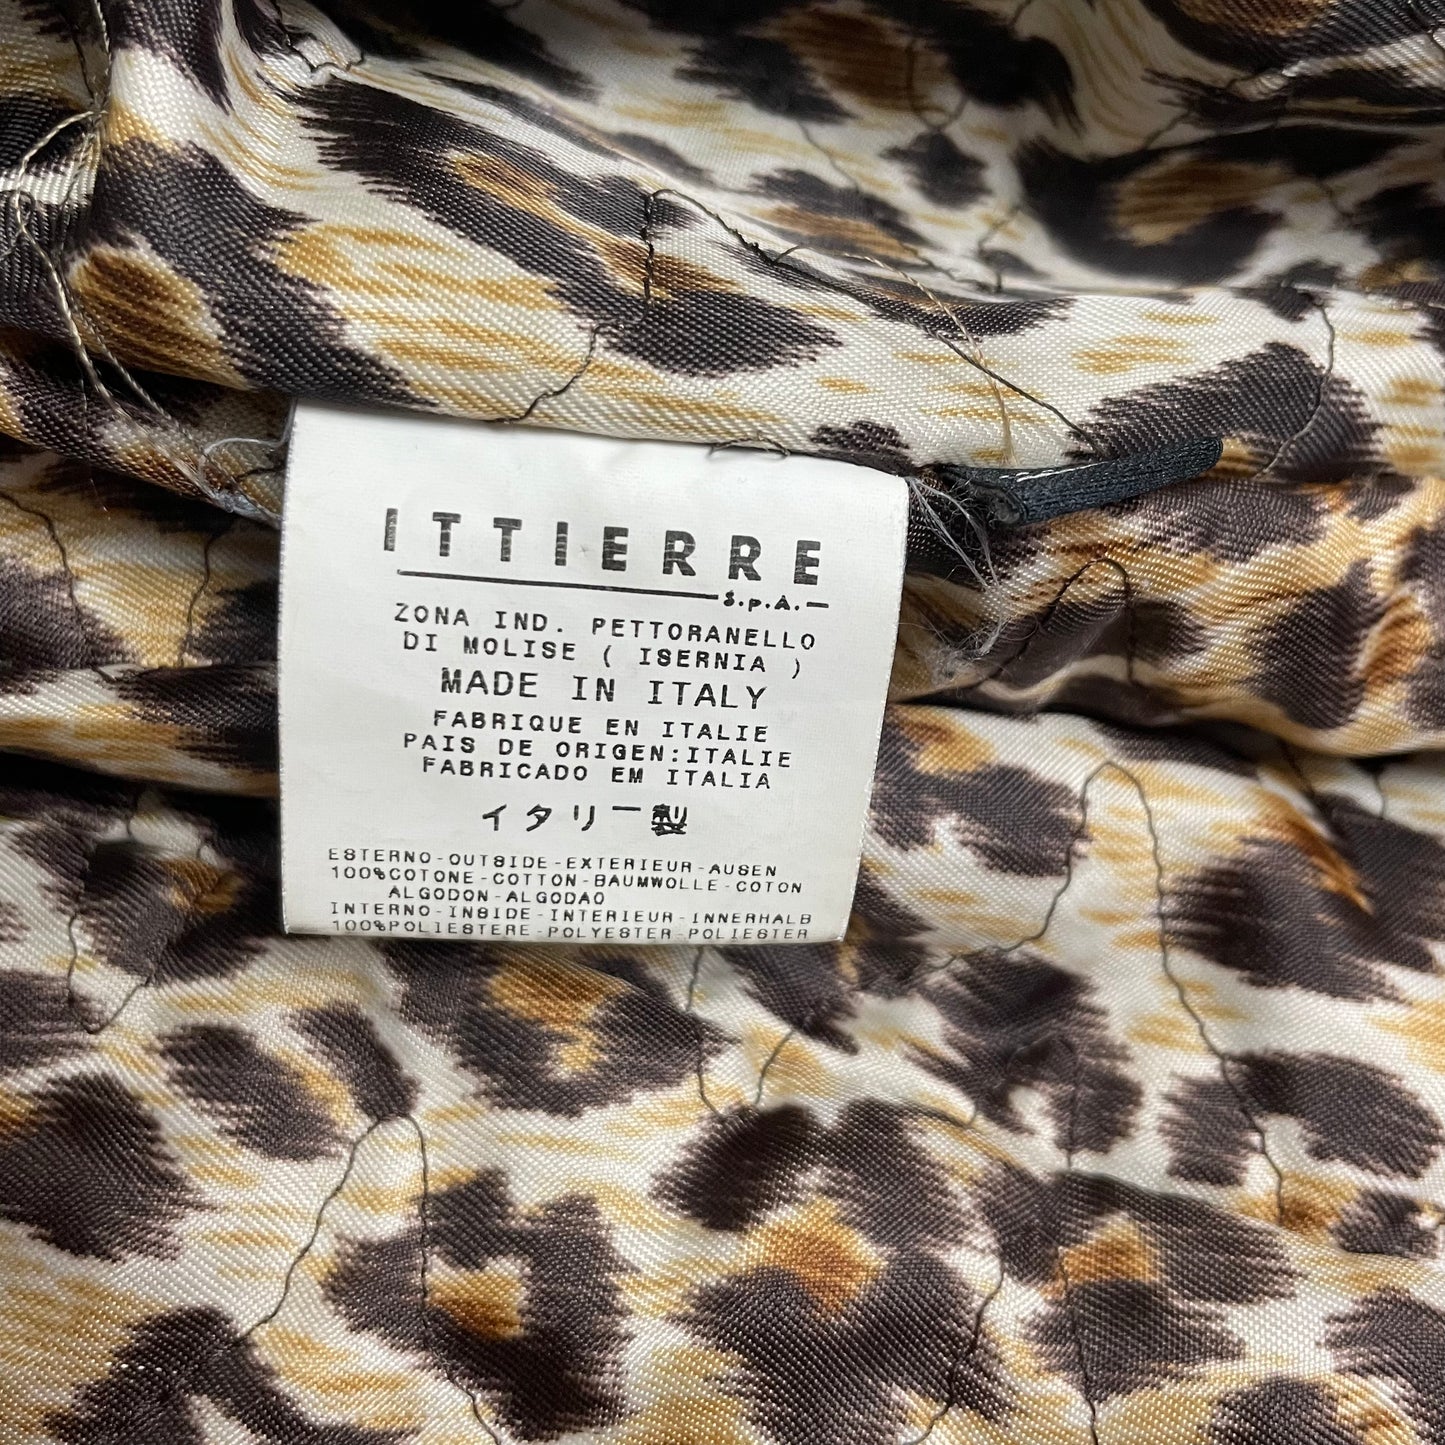 ITTIERRE
S.p.A.
ZONA IND. PETTORANELLO
DI MOLISE ( ISERNIA )
MADE IN ITALY
FABRIQUE EN ITALIE
PAIS DE ORIGEN:ITALIE
FABRICADO EM ITALIA
イタリー製
ESTERNO-OUTSIDE-EXTERIEUR-AUSEN
100%COTONE-COTTON-BAUMWOLLE-COTON
ALGODON-ALGODAO
INTERNO-INSIDE-INTERIEUR-INNERHALB
100%POLIESTERE-POLYESTER-POLIESTER